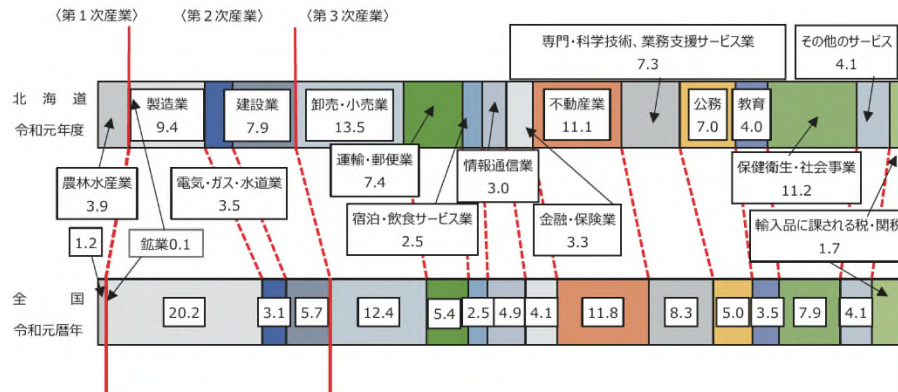 〈第1次産業〉
〈第2次産業〉
〈第3次産業〉
専門・科学技術、業務支援サービス業
7.3
その他のサービス
4.1
北海道
令和元年度
製造業
9.4
建設業
7.9
卸売・小売業
13.5
不動産業
11.1
公務
7.0
教育
4.0
農林水産業
3.9
電気・ガス・水道業
3.5
運輸・郵便業
7.4
情報通信業
3.0
宿泊・飲食サービス業
2.5
金融・保険業
3.3
保健衛生・社会事業
11.2
輸入品に課される税・関税
1.7
1.2
鉱業0.1
全国
令和元暦年
20.2
3.1
5.7
12.4
5.4
2.5
4.9
4.1
11.8
8.3
5.0
3.5
7.9
4.1